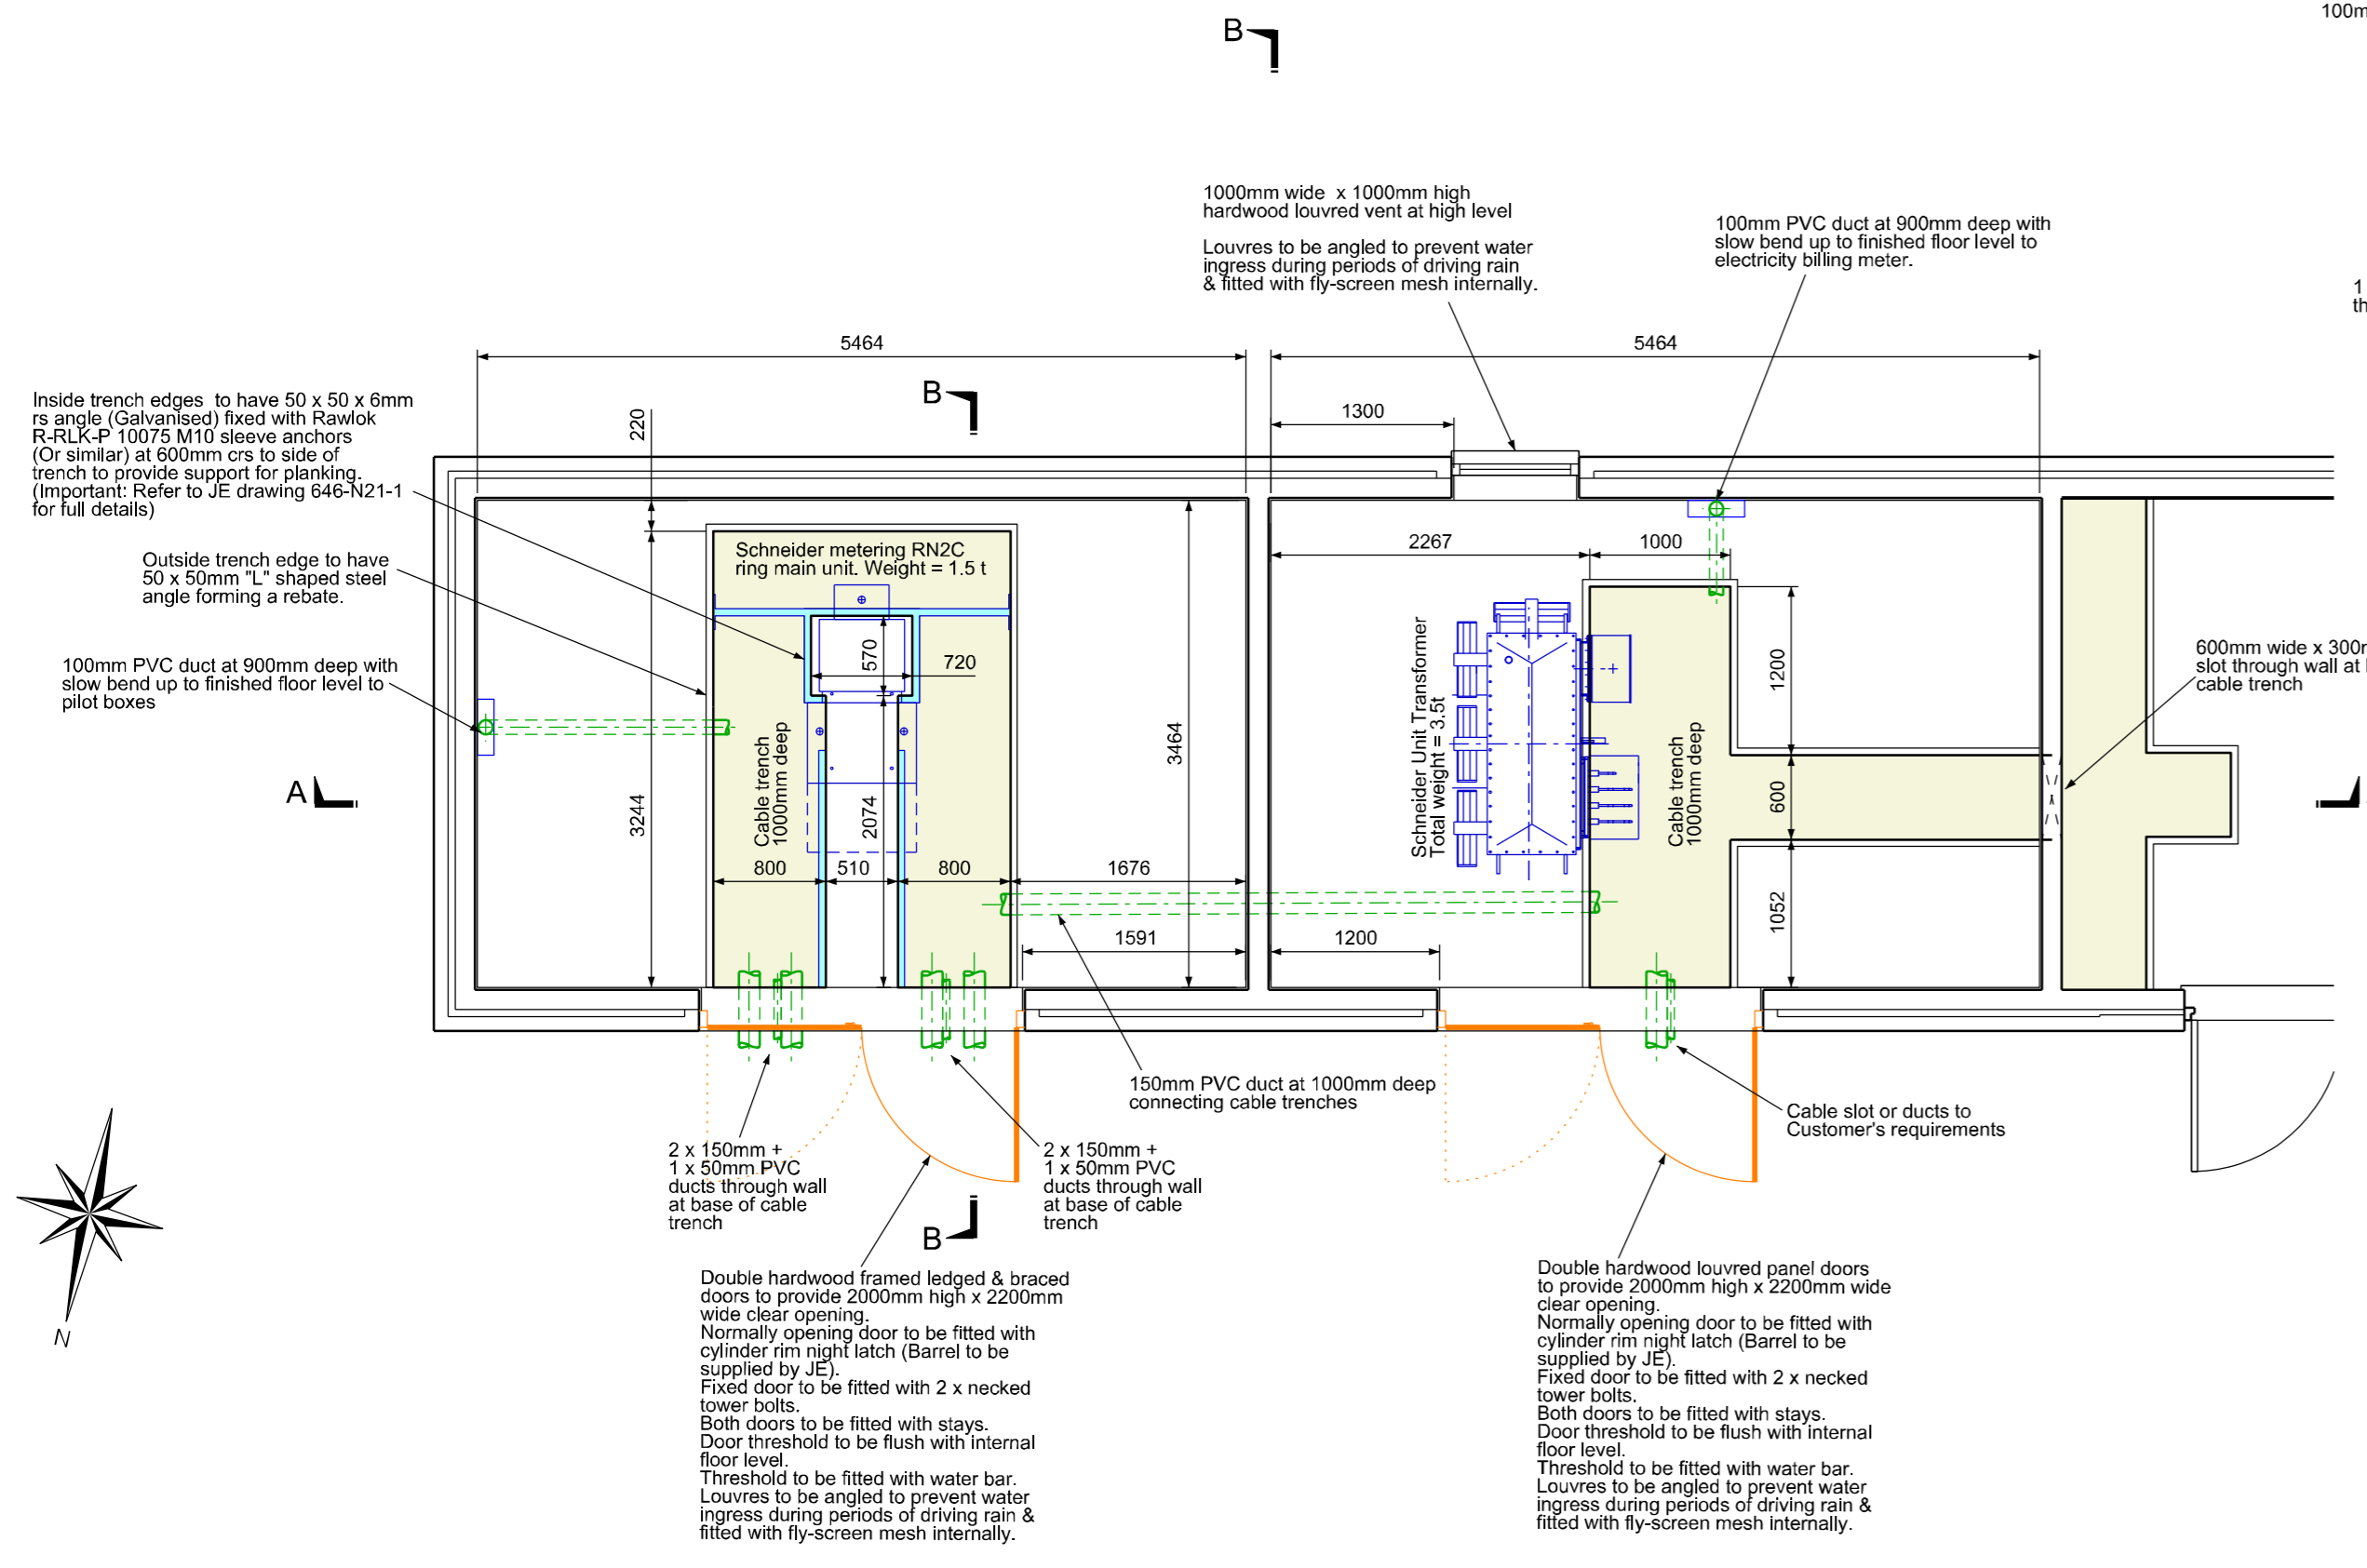 100m
B
1000mm wide x 1000mm high
hardwood louvred vent at high level
Louvres to be angled to prevent water
ingress during periods of driving rain
& fitted with fly-screen mesh internally.
100mm PVC duct at 900mm deep with
slow bend up to finished floor level to
electricity billing meter.
1
th
5464
5464
B
1300
220
Inside trench edges to have 50 x 50 x 6mm
rs angle (Galvanised) fixed with Rawlok
R-RLK-P 10075 M10 sleeve anchors
(Or similar) at 600mm crs to side of
trench to provide support for planking.
(Important: Refer to JE drawing 646-N21-1
for full details)
Outside trench edge to have
50 x 50mm "L" shaped steel
angle forming a rebate.
100mm PVC duct at 900mm deep with
slow bend up to finished floor level to
pilot boxes
Schneider metering RN2C
ring main unit. Weight = 1.5 t
2267
1000
570
720
1200
600mm wide x 300m
slot through wall at
cable trench
Schneider Unit Transformer
Total weight = 3.5t
Cable trench
1000mm deep
Cable trench
1000mm deep
3464
A
3244
2074
600
800
510
800
1676
1052
1591
1200
150mm PVC duct at 1000mm deep
connecting cable trenches
Cable slot or ducts to
Customer's requirements
2 x 150mm +
1 x 50mm PVC
ducts through wall
at base of cable
trench
2 x 150mm +
1 x 50mm PVC
ducts through wall
at base of cable
trench
B
N
Double hardwood framed ledged & braced
doors to provide 2000mm high x 2200mm
wide clear opening.
Normally opening door to be fitted with
cylinder rim night latch (Barrel to be
supplied by JE).
Fixed door to be fitted with 2 x necked
tower bolts.
Both doors to be fitted with stays.
Door threshold to be flush with internal
floor level.
Threshold to be fitted with water bar.
Louvres to be angled to prevent water
ingress during periods of driving rain &
fitted with fly-screen mesh internally.
Double hardwood louvred panel doors
to provide 2000mm high x 2200mm wide
clear opening.
Normally opening door to be fitted with
cylinder rim night latch (Barrel to be
supplied by JE).
Fixed door to be fitted with 2 x necked
tower bolts.
Both doors to be fitted with stays.
Door threshold to be flush with internal
floor level.
Threshold to be fitted with water bar.
Louvres to be angled to prevent water
ingress during periods of driving rain &
fitted with fly-screen mesh internally.